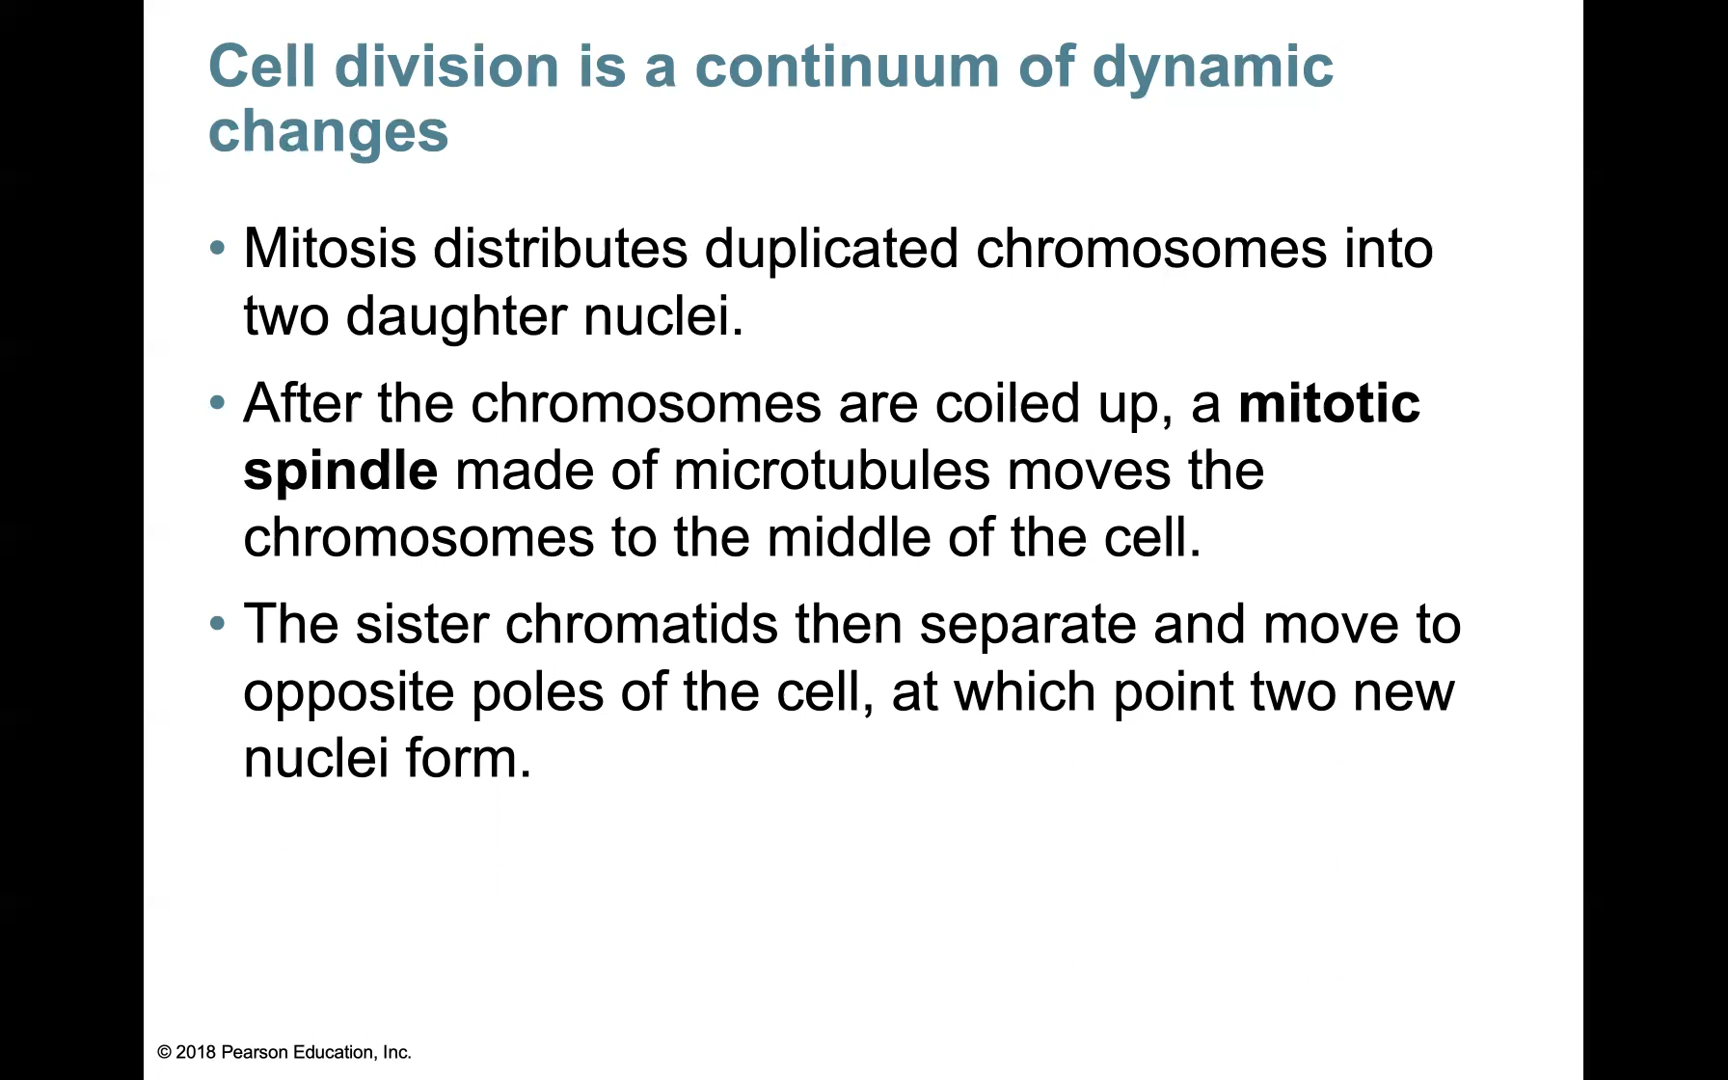 Cell division is a continuum of dynamic
changes
• Mitosis distributes duplicated chromosomes into
two daughter nuclei.
• After the chromosomes are coiled up, a mitotic
spindle made of microtubules moves the
chromosomes to the middle of the cell.
• The sister chromatids then separate and move to
opposite poles of the cell, at which point two new
nuclei form.
© 2018 Pearson Education, Inc.